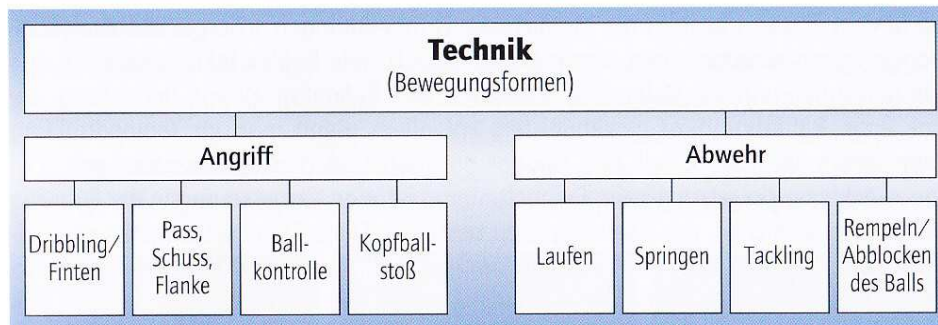 Technik
(Bewegungsformen)
Angriff
Abwehr
Dribbling/
Finten
Pass,
Schuss,
Flanke
Ball-
kontrolle
Kopfball-
stoß
Laufen
Springen
Tackling
Rempeln/
Abblocken
des Balls